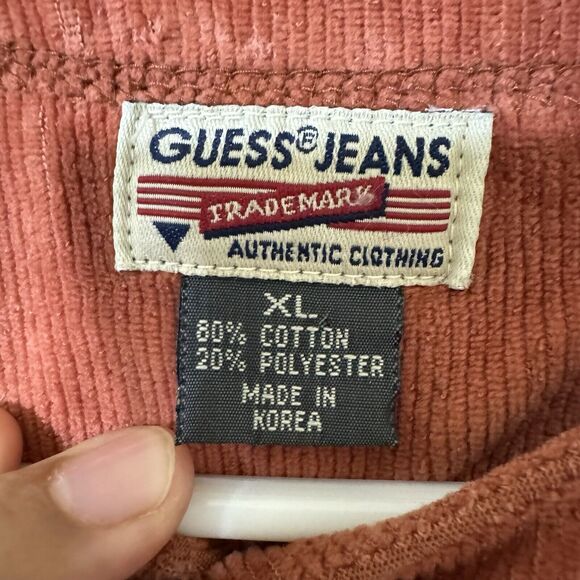 GUESS® JEANS
TRADEMARK
AUTHENTIC CLOTHING
XL
80% COTTON
20% POLYESTER
MADE IN
KOREA